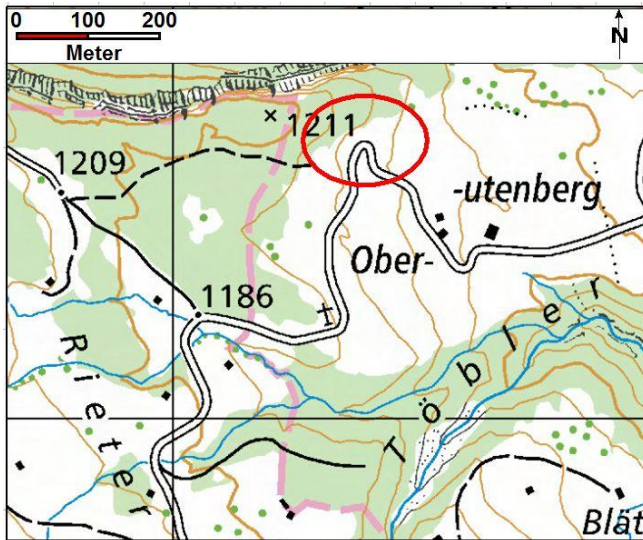 0 100 200
Meter
N
1211
1209
-utenberg
Ober-
1186
Rieter
Töbler
Blät